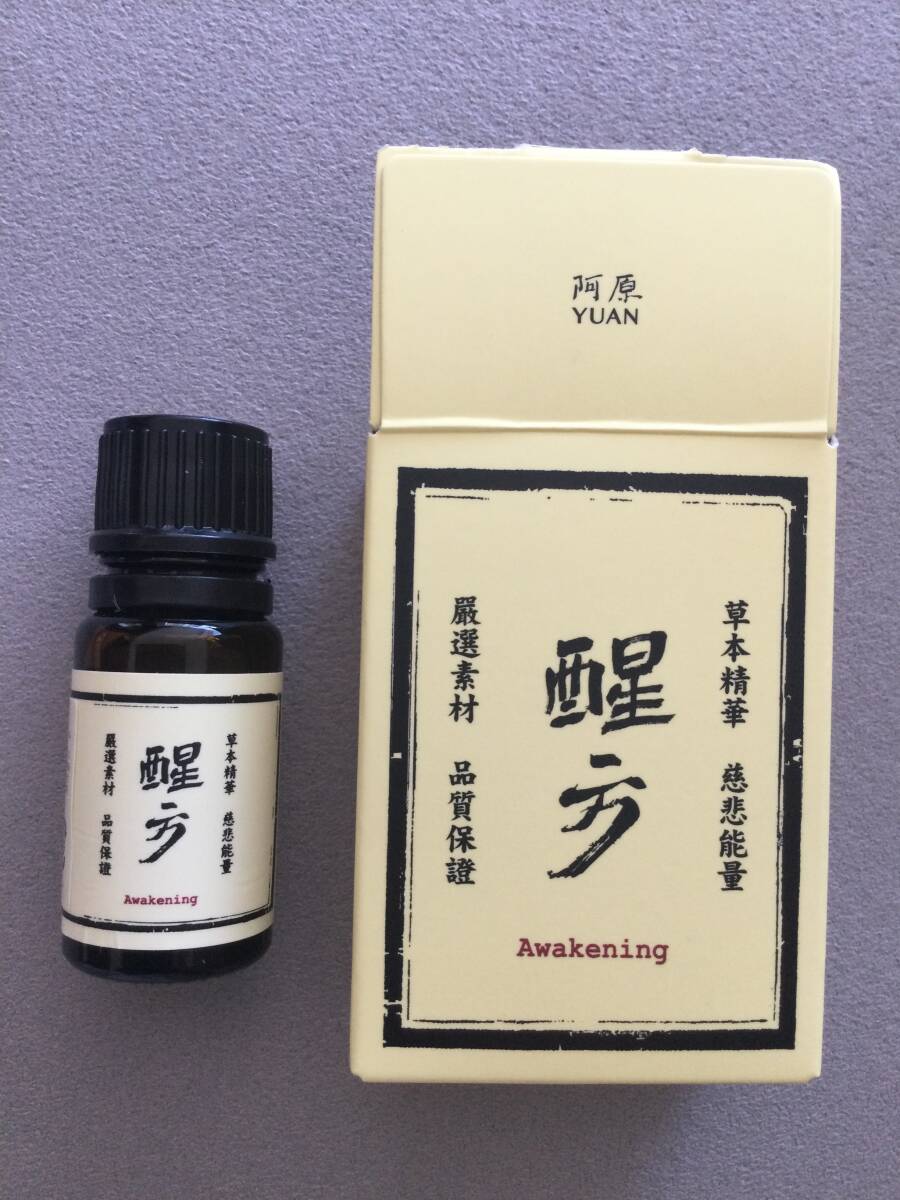 阿原
YUAN
草本精華 慈悲能量
醒方
嚴選素材 品質保證
Awakening
草本精華 慈悲能量
醒方
嚴選素材 品質保證
Awakening